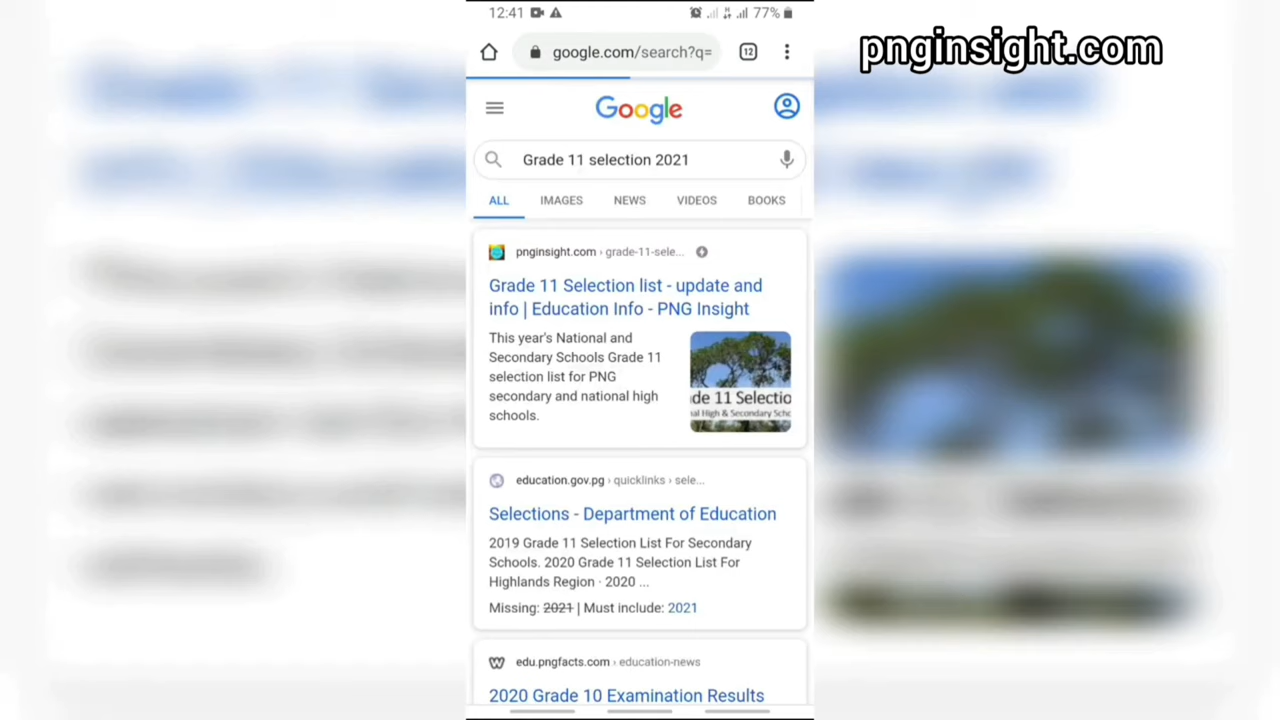 12:41
77%
pnginsight.com
google.com/search?q=
12
Google
Grade 11 selection 2021
ALL IMAGES NEWS VIDEOS BOOKS
pnginsight.com › grade-11-sele...
Grade 11 Selection list - update and
info | Education Info - PNG Insight
This year's National and
Secondary Schools Grade 11
selection list for PNG
secondary and national high
schools.
de 11 Selectio
al High & Secondary Scho
education.gov.pg › quicklinks › sele...
Selections - Department of Education
2019 Grade 11 Selection List For Secondary
Schools. 2020 Grade 11 Selection List For
Highlands Region · 2020 ...
Missing: 2021 | Must include: 2021
edu.pngfacts.com › education-news
2020 Grade 10 Examination Results